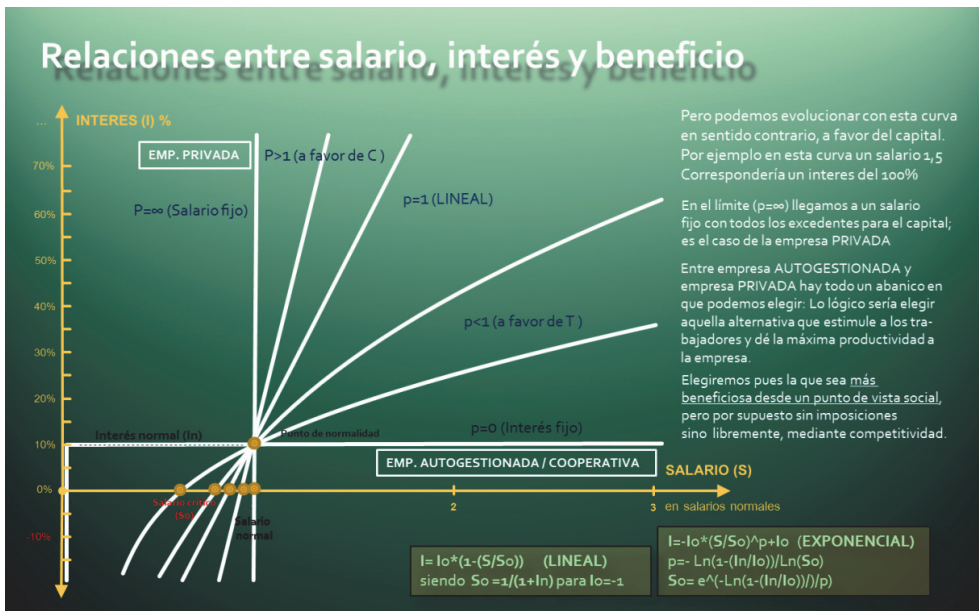 Relaciones entre salario, interés y beneficio
... INTERES (I) %
EMP. PRIVADA
P>1 (a favor de C )
P=∞ (Salario fijo)
p=1 (LINEAL)
p<1 (a favor de T )
p=0 (Interés fijo)
70%
60%
50%
40%
30%
20%
10%
0%
-10%
Interés normal (In)
Punto de normalidad
EMP. AUTOGESTIONADA / COOPERATIVA
SALARIO (S)
Salario crítico
(So)
Salario
normal
2
3
en salarios normales
Pero podemos evolucionar con esta curva
en sentido contrario, a favor del capital.
Por ejemplo en esta curva un salario 1,5
Correspondería un interes del 100%
En el límite (p=∞) llegamos a un salario
fijo con todos los excedentes para el capital;
es el caso de la empresa PRIVADA
Entre empresa AUTOGESTIONADA y
empresa PRIVADA hay todo un abanico en
que podemos elegir: Lo lógico sería elegir
aquella alternativa que estimule a los tra-
bajadores y dé la máxima productividad a
la empresa.
Elegiremos pues la que sea más
beneficiosa desde un punto de vista social,
pero por supuesto sin imposiciones
sino libremente, mediante competitividad.
I= Io*(1-(S/So)) (LINEAL)
siendo So =1/(1+In) para Io=-1
I=-Io*(S/So)^p+Io (EXPONENCIAL)
p=- Ln(1-(In/Io))/Ln(So)
So= e^(-Ln(1-(In/Io))/)/p)